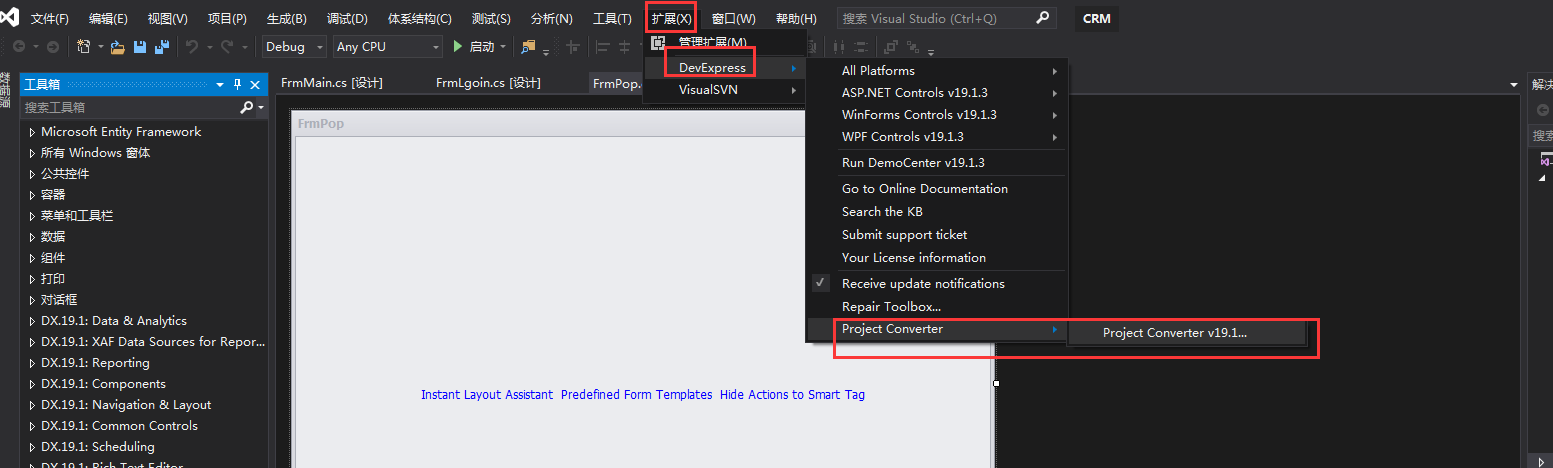 文件(F) 编辑(E) 视图(V) 项目(P) 生成(B) 调试(D) 体系结构(C) 测试(S) 分析(N) 工具(T) 扩展(X) 窗口(W) 帮助(H) 搜索 Visual Studio (Ctrl+Q) CRM
Debug Any CPU 启动
管理扩展(M)
DevExpress
VisualSVN
工具箱
搜索工具箱
Microsoft Entity Framework
所有 Windows 窗体
公共控件
容器
菜单和工具栏
数据
组件
打印
对话框
DX.19.1: Data & Analytics
DX.19.1: XAF Data Sources for Repor...
DX.19.1: Reporting
DX.19.1: Components
DX.19.1: Navigation & Layout
DX.19.1: Common Controls
DX.19.1: Scheduling
DX.19.1: Rich Text Editor
FrmMain.cs [设计] FrmLgoin.cs [设计] FrmPop.
FrmPop
Instant Layout Assistant Predefined Form Templates Hide Actions to Smart Tag
All Platforms
ASP.NET Controls v19.1.3
WinForms Controls v19.1.3
WPF Controls v19.1.3
Run DemoCenter v19.1.3
Go to Online Documentation
Search the KB
Submit support ticket
Your License information
Receive update notifications
Repair Toolbox...
Project Converter
Project Converter v19.1...
解决
搜索